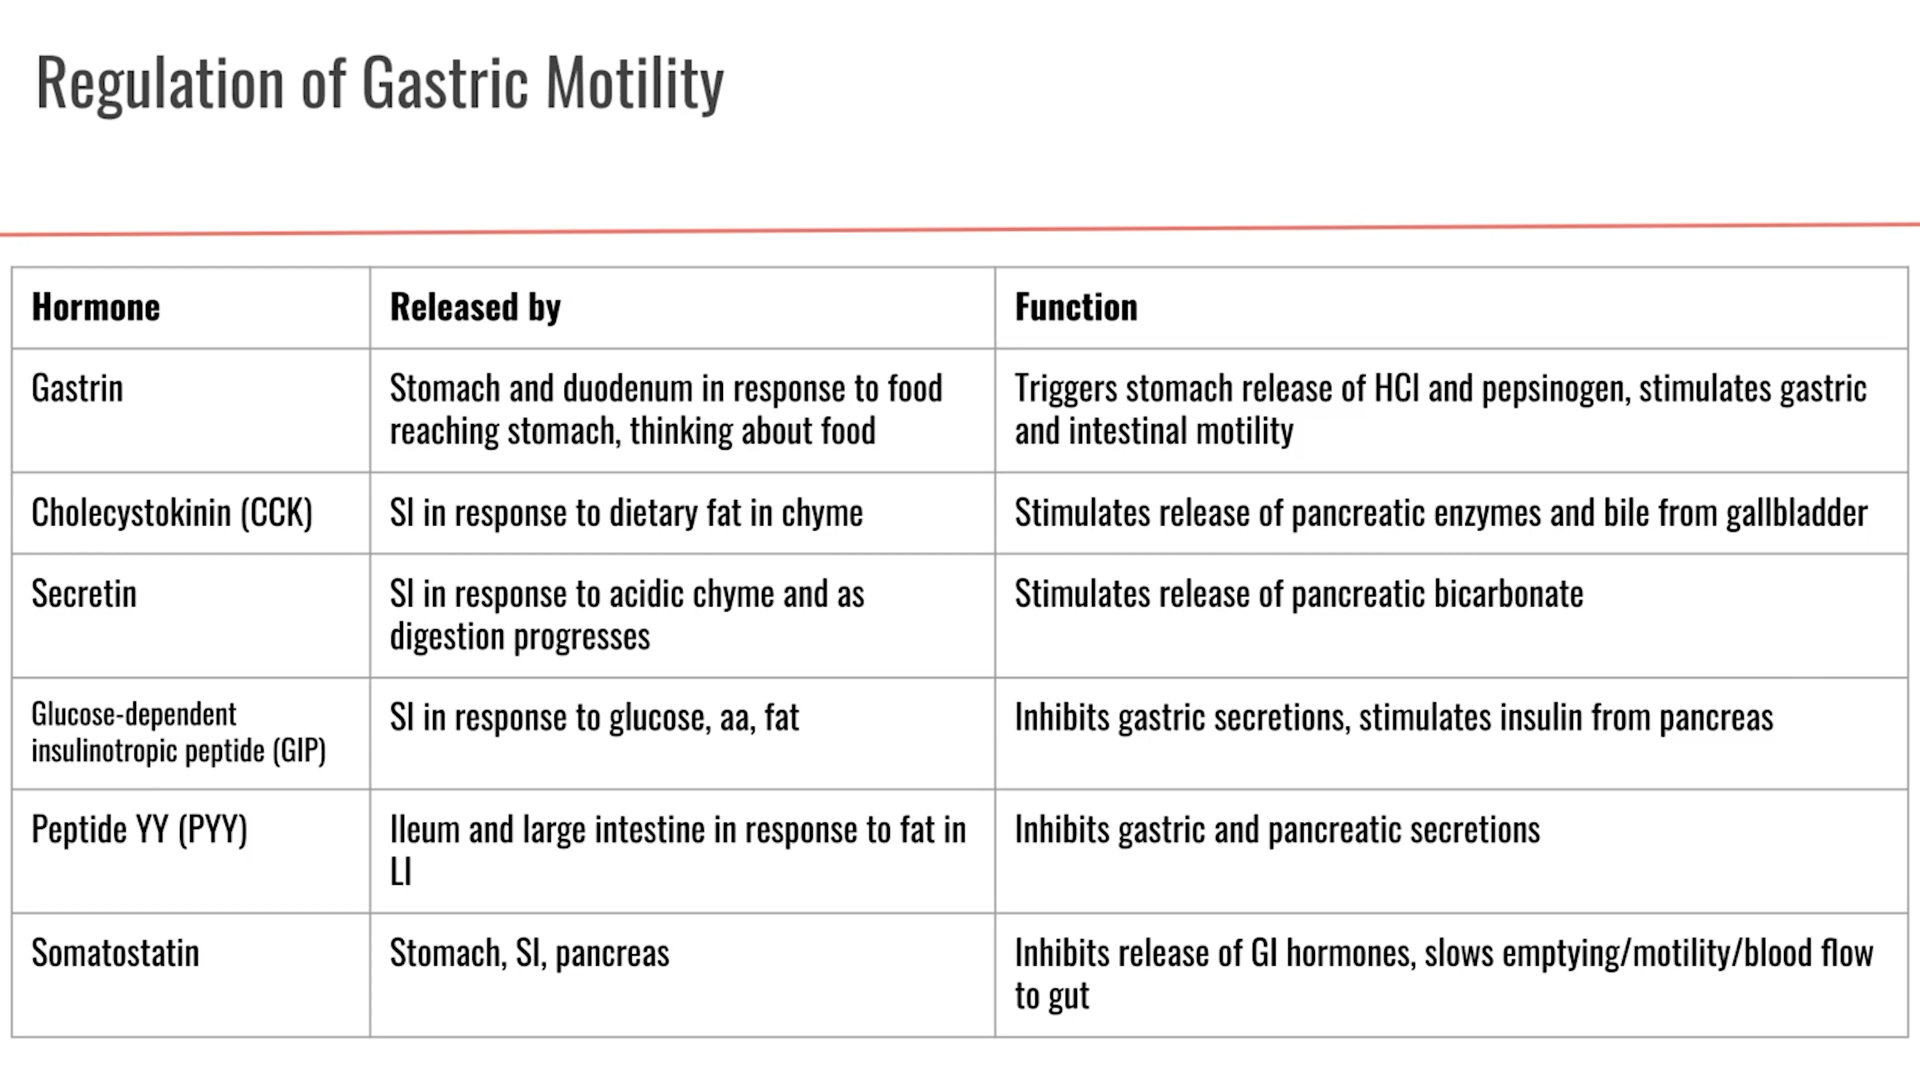 Regulation of Gastric Motility
Hormone
Released by
Function
Gastrin
Stomach and duodenum in response to food
reaching stomach, thinking about food
Triggers stomach release of HCl and pepsinogen, stimulates gastric
and intestinal motility
Cholecystokinin (CCK)
SI in response to dietary fat in chyme
Stimulates release of pancreatic enzymes and bile from gallbladder
Secretin
SI in response to acidic chyme and as
digestion progresses
Stimulates release of pancreatic bicarbonate
Glucose-dependent
insulinotropic peptide (GIP)
SI in response to glucose, aa, fat
Inhibits gastric secretions, stimulates insulin from pancreas
Peptide YY (PYY)
Ileum and large intestine in response to fat in
LI
Inhibits gastric and pancreatic secretions
Somatostatin
Stomach, SI, pancreas
Inhibits release of GI hormones, slows emptying/motility/blood flow
to gut